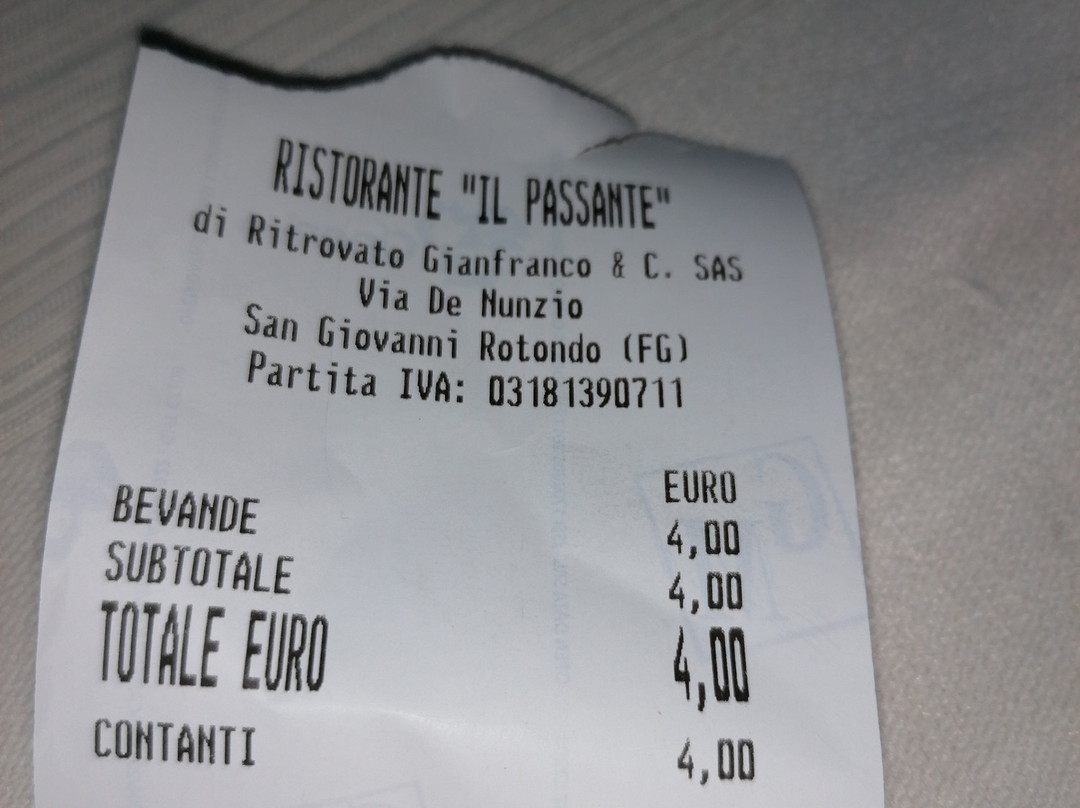 RISTORANTE "IL PASSANTE"
di Ritrovato Gianfranco & C. SAS
Via De Nunzio
San Giovanni Rotondo (FG)
Partita IVA: 03181390711
EURO
BEVANDE 4,00
SUBTOTALE 4,00
TOTALE EURO 4,00
CONTANTI 4,00